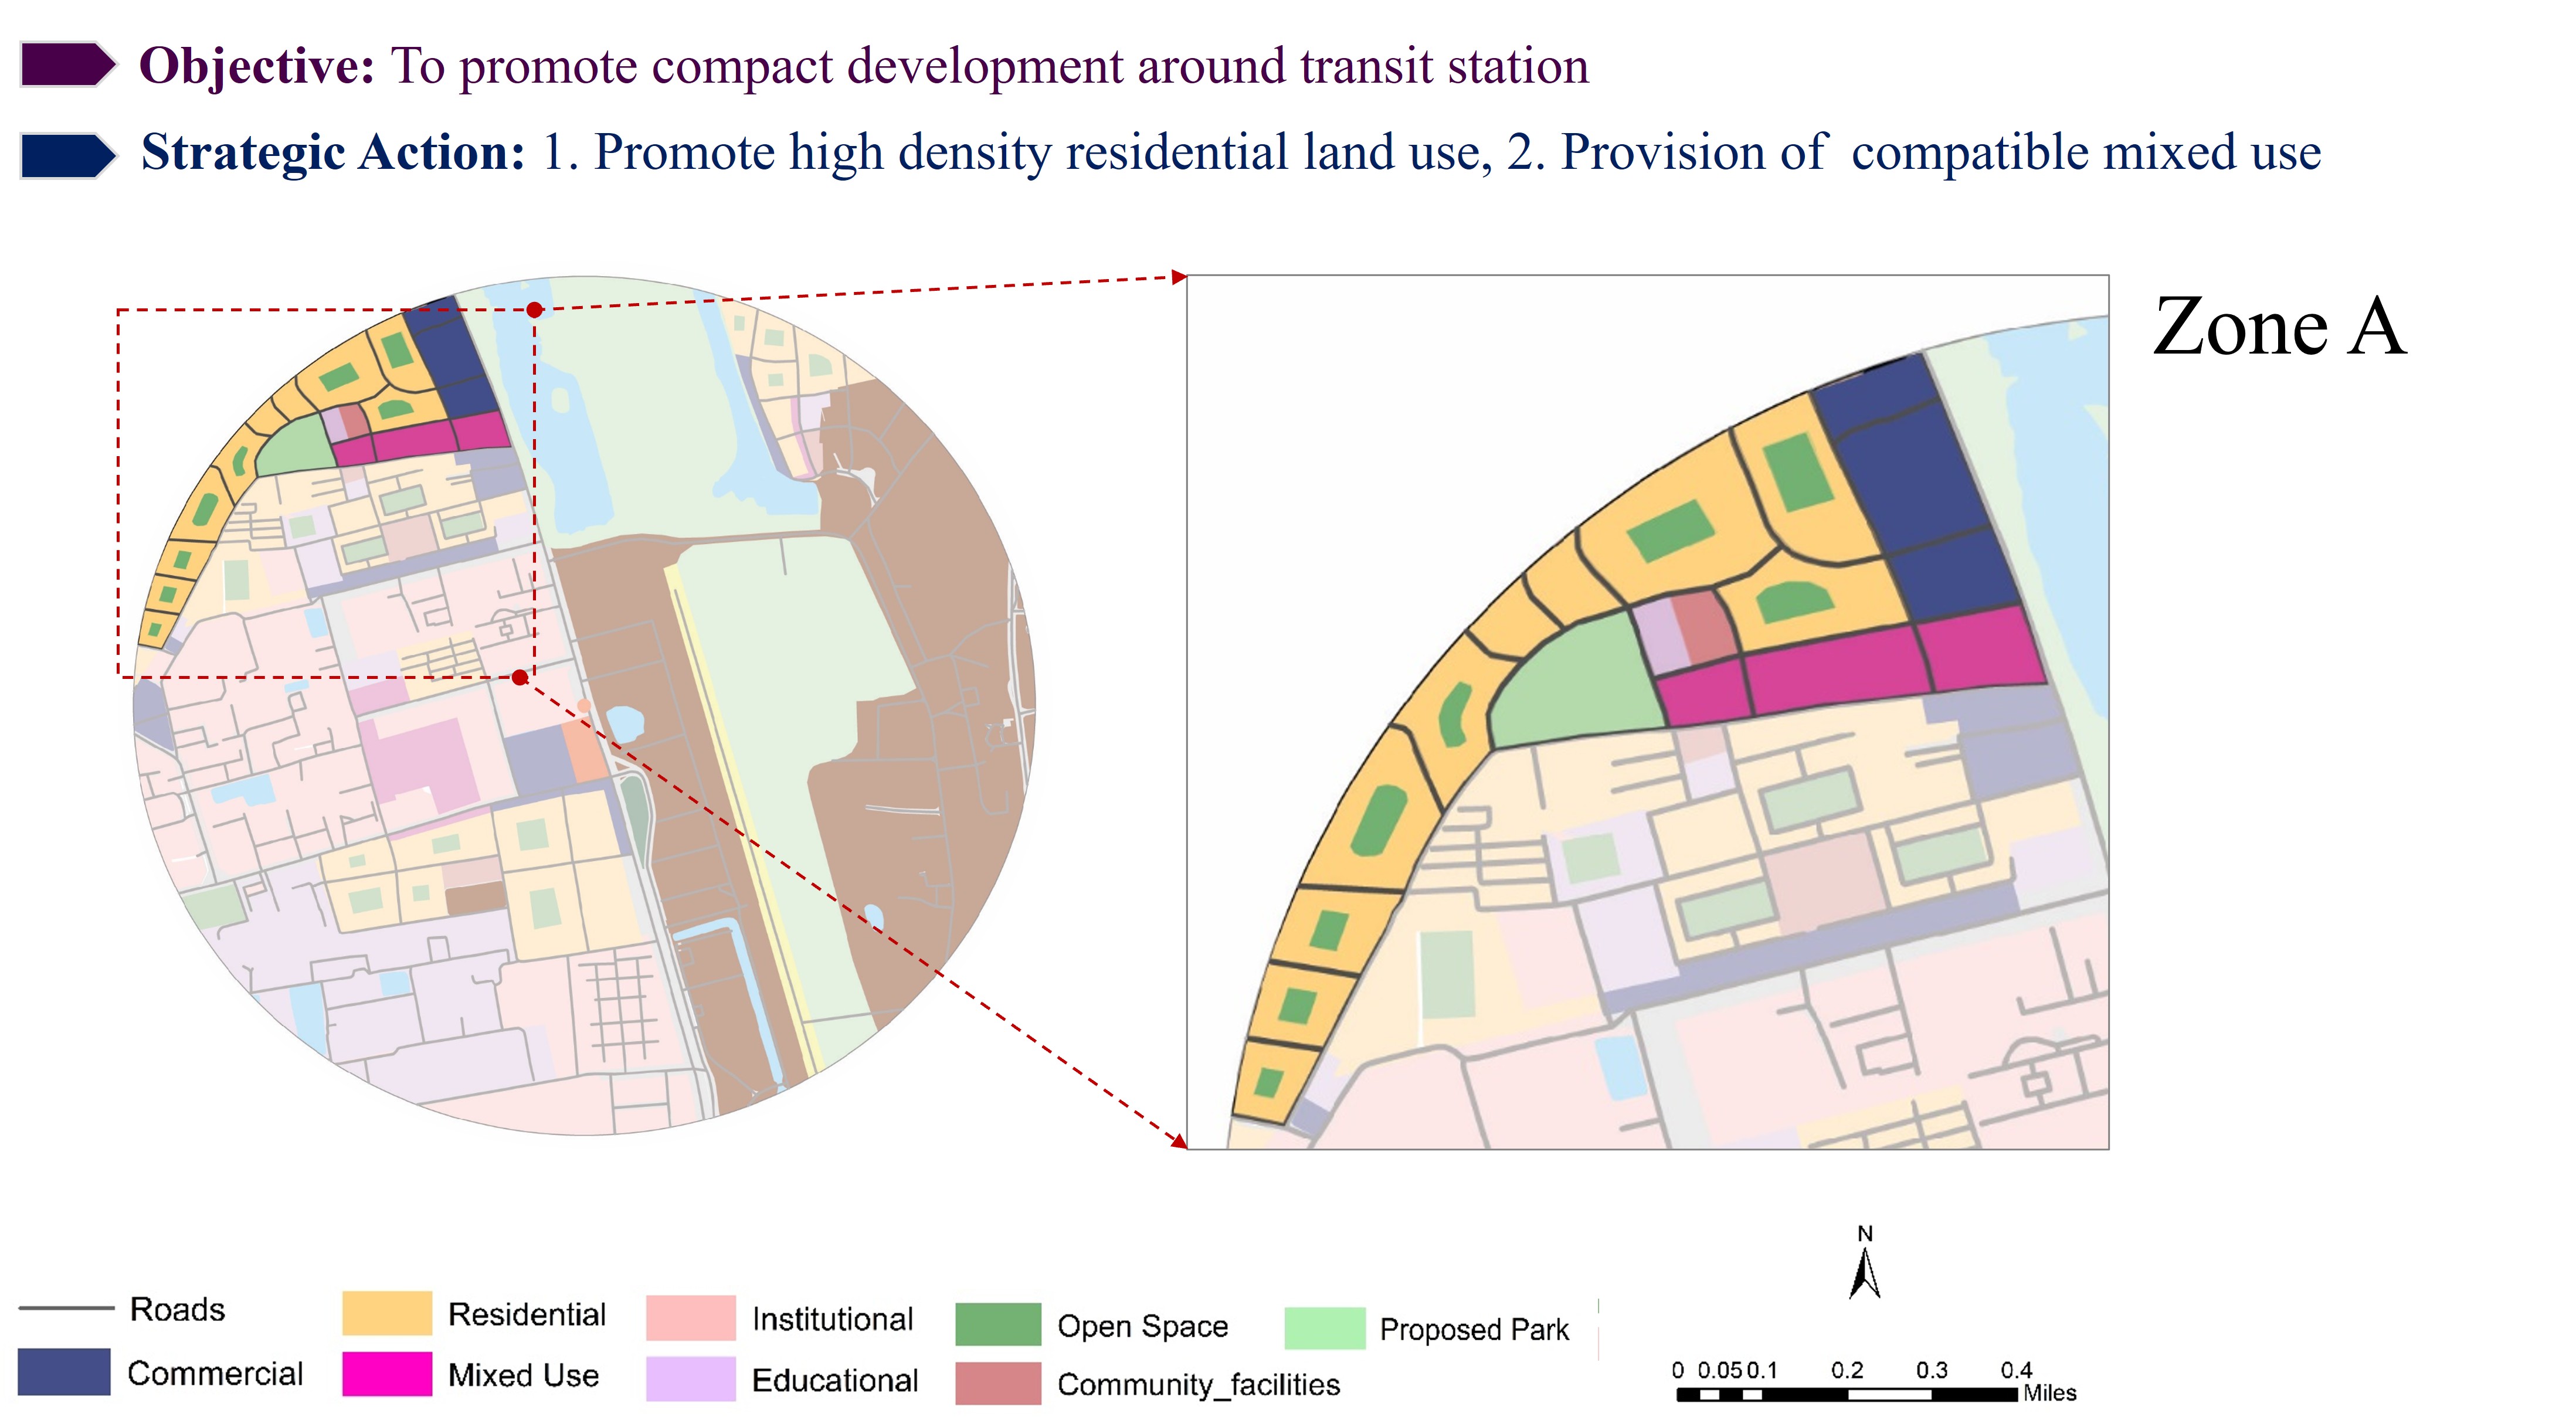 Objective: To promote compact development around transit station
Strategic Action: 1. Promote high density residential land use, 2. Provision of compatible mixed use
Zone A
N
Roads
Residential
Institutional
Open Space
Proposed Park
Commercial
Mixed Use
Educational
Community_facilities
0 0.05 0.1 0.2 0.3 0.4
Miles